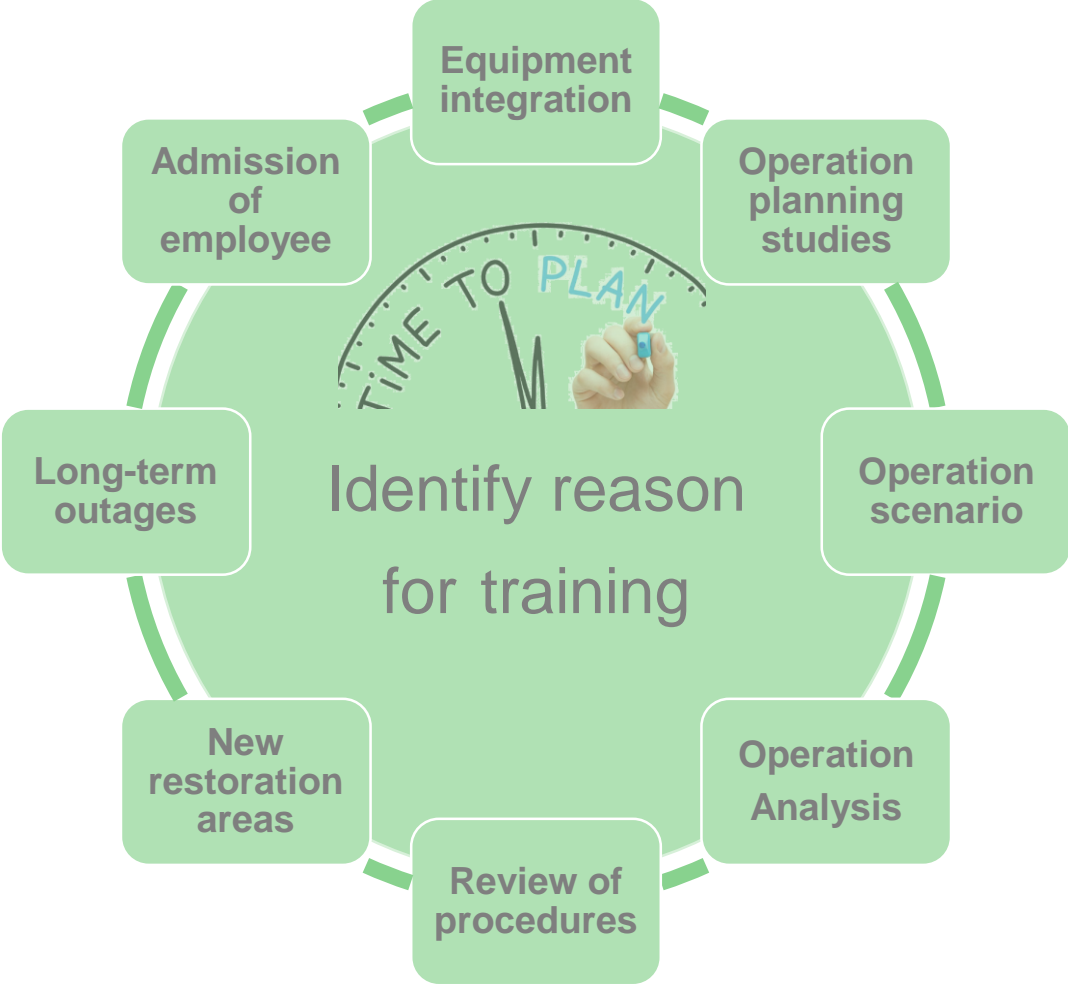 Equipment
integration
Operation
planning
studies
Operation
scenario
Operation
Analysis
Review of
procedures
New
restoration
areas
Long-term
outages
Admission
of
employee
TiME TO PLAN
Identify reason
for training